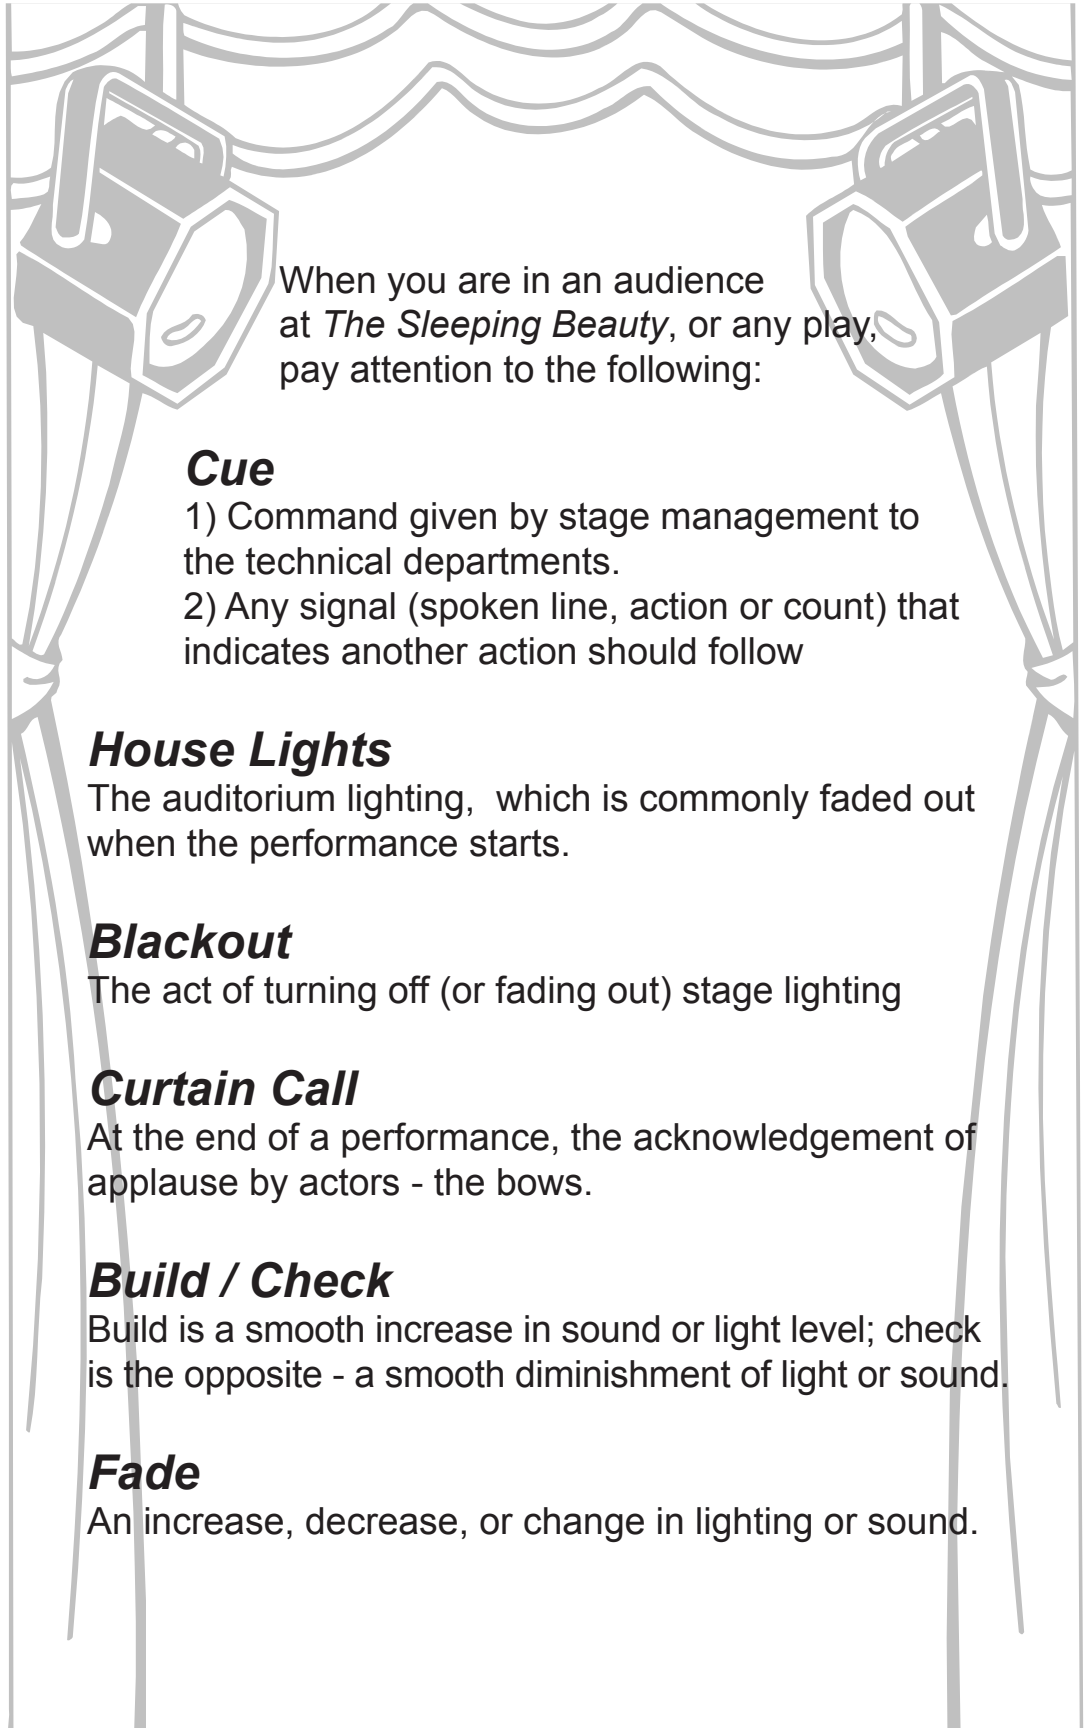 When you are in an audience
at The Sleeping Beauty, or any play,
pay attention to the following:
Cue
1) Command given by stage management to
the technical departments.
2) Any signal (spoken line, action or count) that
indicates another action should follow
House Lights
The auditorium lighting,  which is commonly faded out
when the performance starts.
Blackout
The act of turning off (or fading out) stage lighting
Curtain Call
At the end of a performance, the acknowledgement of
applause by actors - the bows.
Build / Check
Build is a smooth increase in sound or light level; check
is the opposite - a smooth diminishment of light or sound.
Fade
An increase, decrease, or change in lighting or sound.